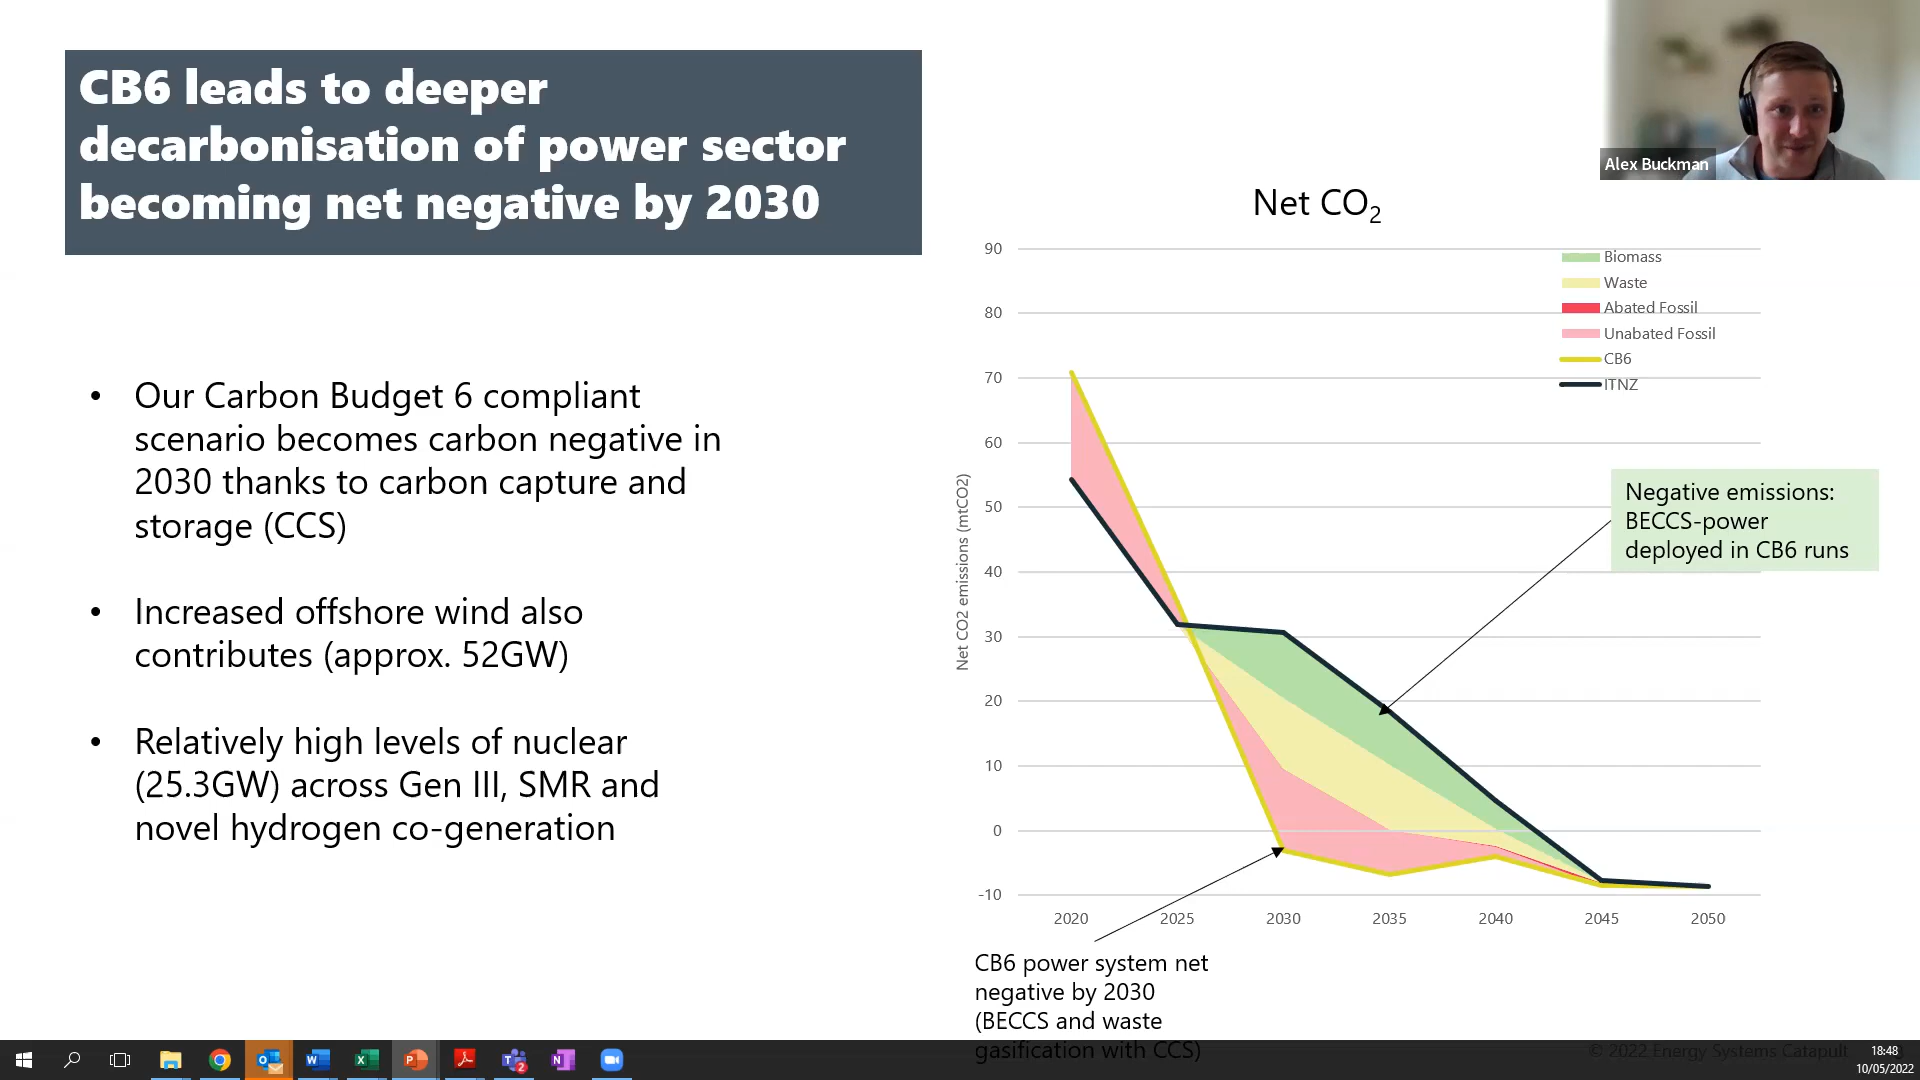 CB6 leads to deeper
decarbonisation of power sector
becoming net negative by 2030
Alex Buckman
• Our Carbon Budget 6 compliant
scenario becomes carbon negative in
2030 thanks to carbon capture and
storage (CCS)
• Increased offshore wind also
contributes (approx. 52GW)
• Relatively high levels of nuclear
(25.3GW) across Gen III, SMR and
novel hydrogen co-generation
Net CO₂
Net CO2 emissions (mtCO2)
90
80
70
60
50
40
30
20
10
0
-10
2020 2025 2030 2035 2040 2045 2050
Biomass
Waste
Abated Fossil
Unabated Fossil
CB6
ITNZ
Negative emissions:
BECCS-power
deployed in CB6 runs
CB6 power system net
negative by 2030
(BECCS and waste
gasification with CCS)
© 2022 Energy Systems Catapult
2
18:48
10/05/2022